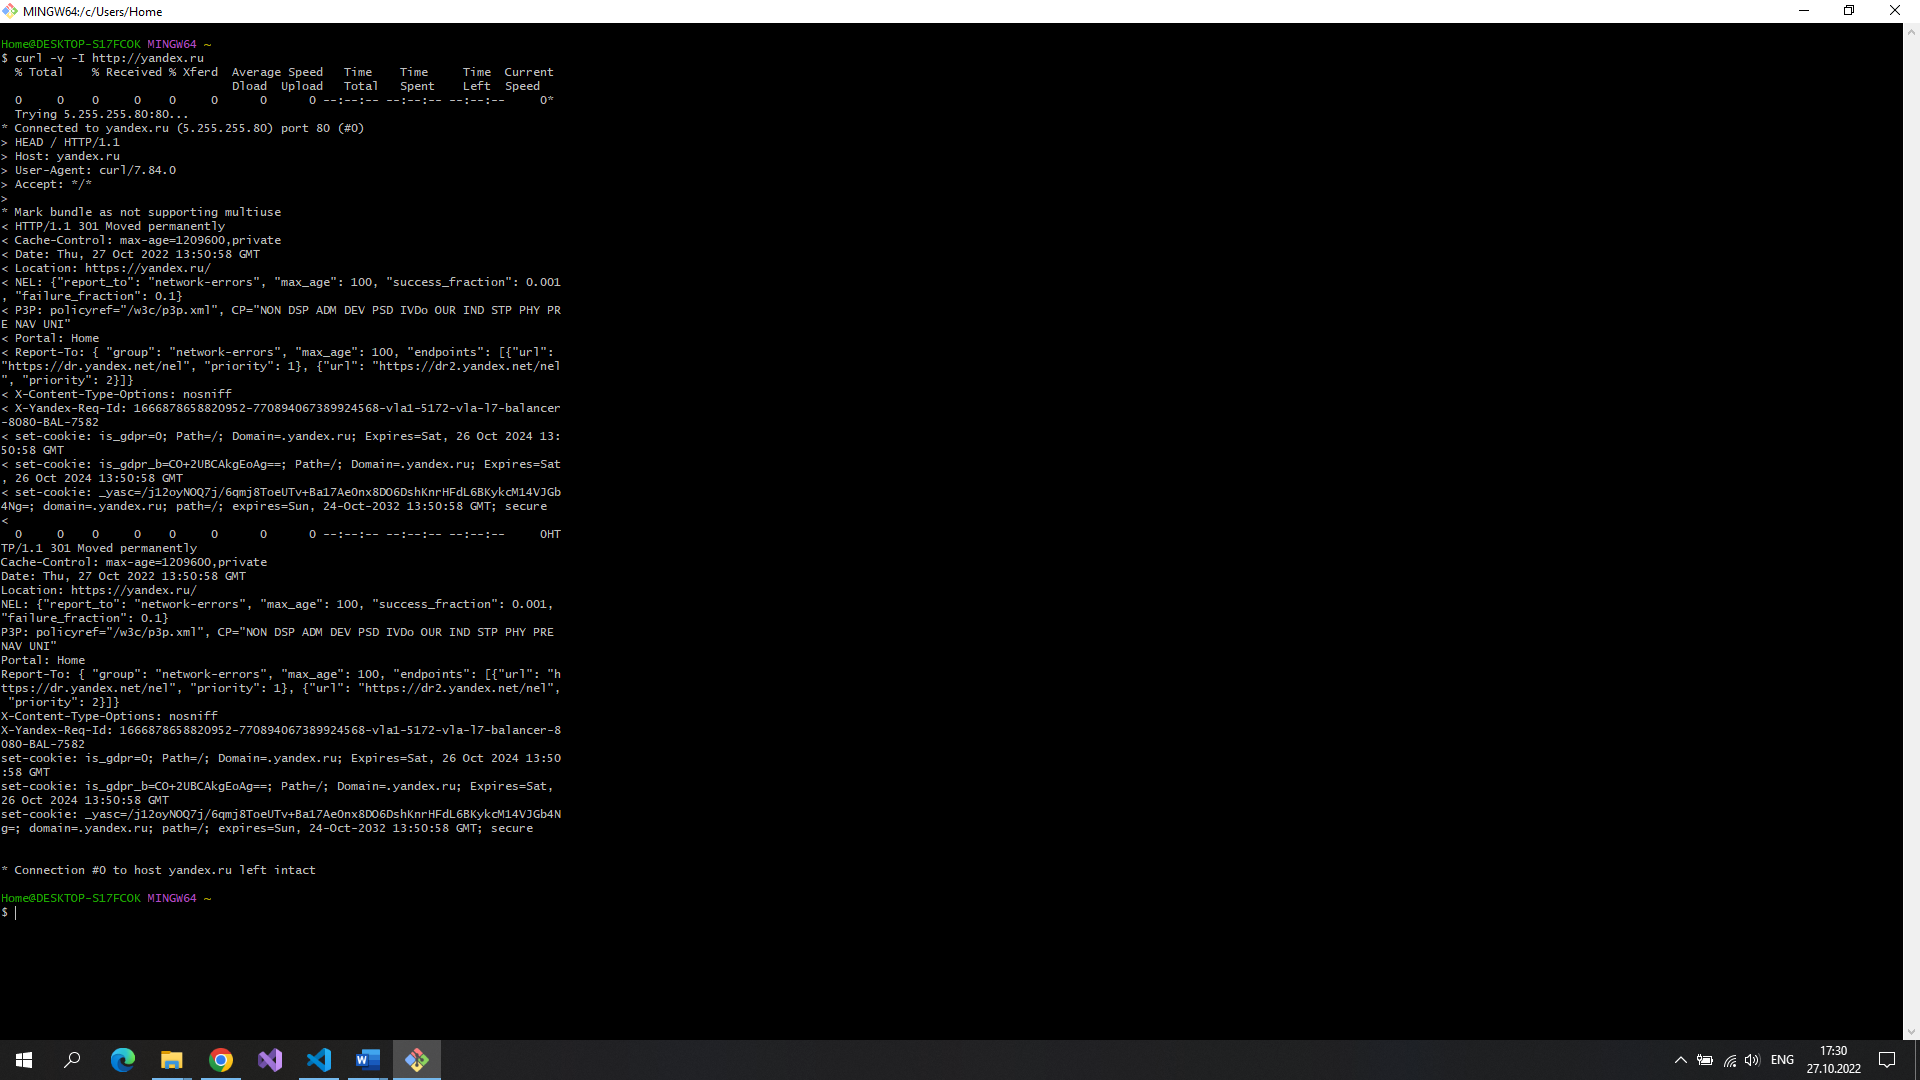 MINGW64:/c/Users/Home
Home@DESKTOP-S17FCOK MINGW64 ~
$ curl -v -I http://yandex.ru
  % Total    % Received % Xferd  Average Speed   Time    Time     Time  Current
                                 Dload  Upload   Total   Spent    Left  Speed
  0     0    0     0    0     0      0      0 --:--:-- --:--:-- --:--:--     0*
  Trying 5.255.255.80:80...
* Connected to yandex.ru (5.255.255.80) port 80 (#0)
> HEAD / HTTP/1.1
> Host: yandex.ru
> User-Agent: curl/7.84.0
> Accept: */*
>
* Mark bundle as not supporting multiuse
< HTTP/1.1 301 Moved permanently
< Cache-Control: max-age=1209600,private
< Date: Thu, 27 Oct 2022 13:50:58 GMT
< Location: https://yandex.ru/
< NEL: {"report_to": "network-errors", "max_age": 100, "success_fraction": 0.001
, "failure_fraction": 0.1}
< P3P: policyref="/w3c/p3p.xml", CP="NON DSP ADM DEV PSD IVDo OUR IND STP PHY PR
E NAV UNI"
< Portal: Home
< Report-To: { "group": "network-errors", "max_age": 100, "endpoints": [{"url":
"https://dr.yandex.net/nel", "priority": 1}, {"url": "https://dr2.yandex.net/nel
", "priority": 2}]}
< X-Content-Type-Options: nosniff
< X-Yandex-Req-Id: 1666878658820952-770894067389924568-vla1-5172-vla-l7-balancer
-8080-BAL-7582
< set-cookie: is_gdpr=0; Path=/; Domain=.yandex.ru; Expires=Sat, 26 Oct 2024 13:
50:58 GMT
< set-cookie: is_gdpr_b=CO+2UBCAkgEoAg==; Path=/; Domain=.yandex.ru; Expires=Sat
, 26 Oct 2024 13:50:58 GMT
< set-cookie: _yasc=/j12oyNOQ7j/6qmj8ToeUTv+Ba17AeOnx8DO6DshKnrHFdL6BKykcM14VJGb
4Ng=; domain=.yandex.ru; path=/; expires=Sun, 24-Oct-2032 13:50:58 GMT; secure
<
  0     0    0     0    0     0      0      0 --:--:-- --:--:-- --:--:--     0HT
TP/1.1 301 Moved permanently
Cache-Control: max-age=1209600,private
Date: Thu, 27 Oct 2022 13:50:58 GMT
Location: https://yandex.ru/
NEL: {"report_to": "network-errors", "max_age": 100, "success_fraction": 0.001,
"failure_fraction": 0.1}
P3P: policyref="/w3c/p3p.xml", CP="NON DSP ADM DEV PSD IVDo OUR IND STP PHY PRE
NAV UNI"
Portal: Home
Report-To: { "group": "network-errors", "max_age": 100, "endpoints": [{"url": "h
ttps://dr.yandex.net/nel", "priority": 1}, {"url": "https://dr2.yandex.net/nel",
 "priority": 2}]}
X-Content-Type-Options: nosniff
X-Yandex-Req-Id: 1666878658820952-770894067389924568-vla1-5172-vla-l7-balancer-8
080-BAL-7582
set-cookie: is_gdpr=0; Path=/; Domain=.yandex.ru; Expires=Sat, 26 Oct 2024 13:50
:58 GMT
set-cookie: is_gdpr_b=CO+2UBCAkgEoAg==; Path=/; Domain=.yandex.ru; Expires=Sat,
26 Oct 2024 13:50:58 GMT
set-cookie: _yasc=/j12oyNOQ7j/6qmj8ToeUTv+Ba17AeOnx8DO6DshKnrHFdL6BKykcM14VJGb4N
g=; domain=.yandex.ru; path=/; expires=Sun, 24-Oct-2032 13:50:58 GMT; secure
* Connection #0 to host yandex.ru left intact
Home@DESKTOP-S17FCOK MINGW64 ~
$
ENG
17:30
27.10.2022